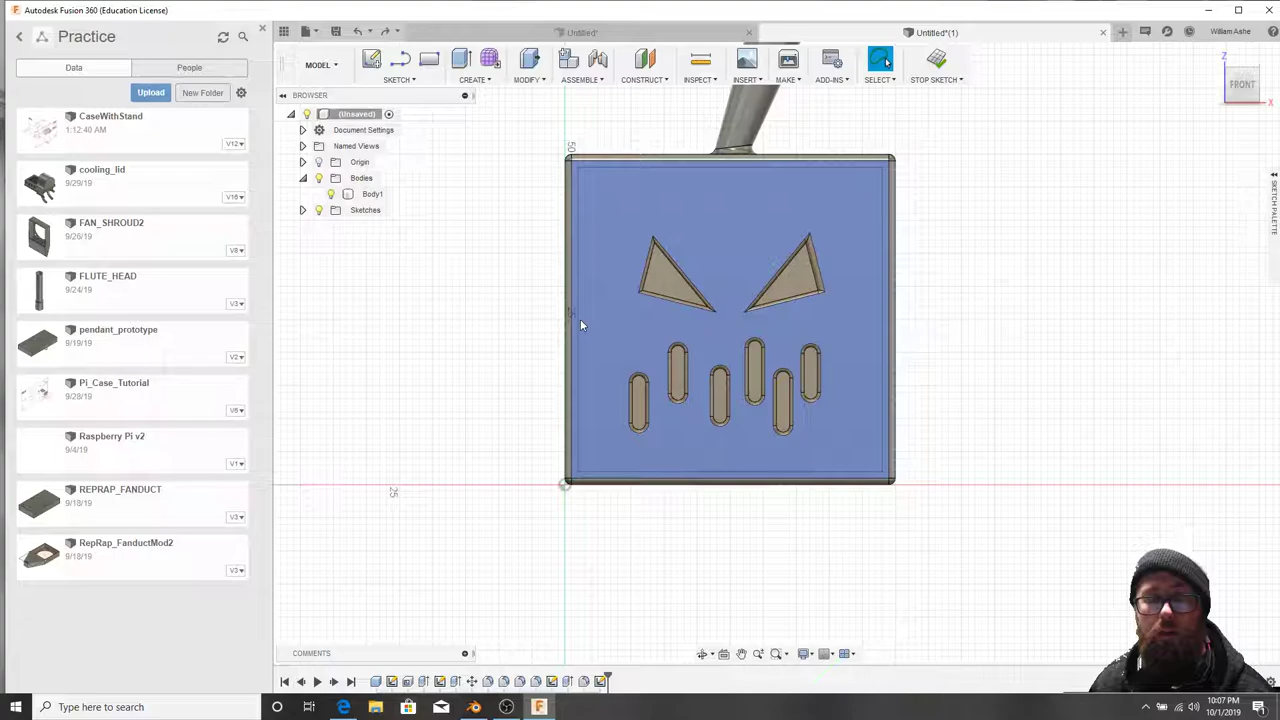 Autodesk Fusion 360 (Education License)
Practice
Data People
Upload New Folder
CaseWithStand
1:12:40 AM
V12▾
cooling_lid
9/29/19
V16▾
FAN_SHROUD2
9/26/19
V8▾
FLUTE_HEAD
9/24/19
V3▾
pendant_prototype
9/19/19
V2▾
Pi_Case_Tutorial
9/28/19
V6▾
Raspberry Pi v2
9/4/19
V1▾
REPRAP_FANDUCT
9/18/19
V3▾
RepRap_FanductMod2
9/18/19
V3▾
Untitled* Untitled*(1) William Ashe
MODEL ▾
SKETCH ▾ CREATE ▾ MODIFY ▾ ASSEMBLE ▾ CONSTRUCT ▾ INSPECT ▾ INSERT ▾ MAKE ▾ ADD-INS ▾ SELECT ▾ STOP SKETCH ▾
BROWSER
(Unsaved)
Document Settings
Named Views
Origin
Bodies
Body1
Sketches
Z
FRONT
X
SKETCH PALETTE
50
25
COMMENTS
Type here to search
10:07 PM
10/1/2019